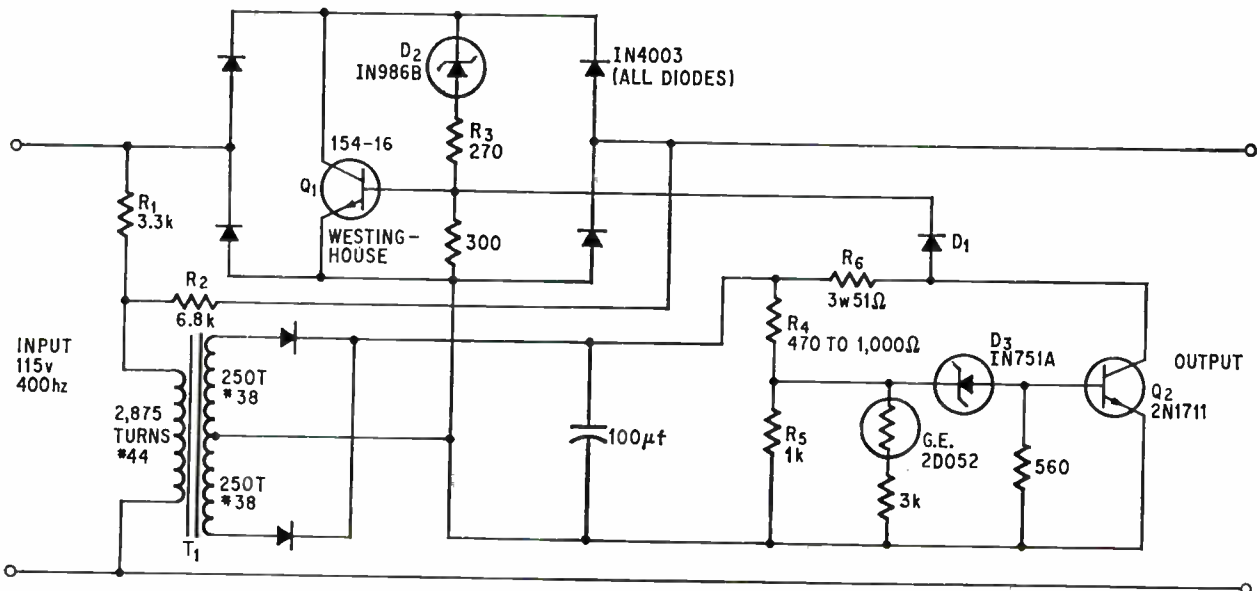 D2
IN986B
IN4003
(ALL DIODES)
R3
270
154-16
Q1
R1
3.3k
WESTING-
HOUSE
300
D1
R2
6.8k
R6
3w 51Ω
R4
470 TO 1,000Ω
D3
IN751A
INPUT
115v
400hz
OUTPUT
250T
#38
2,875
TURNS
#44
Q2
2N1711
100µf
R5
1k
G.E.
2D052
250T
#38
3k
560
T1